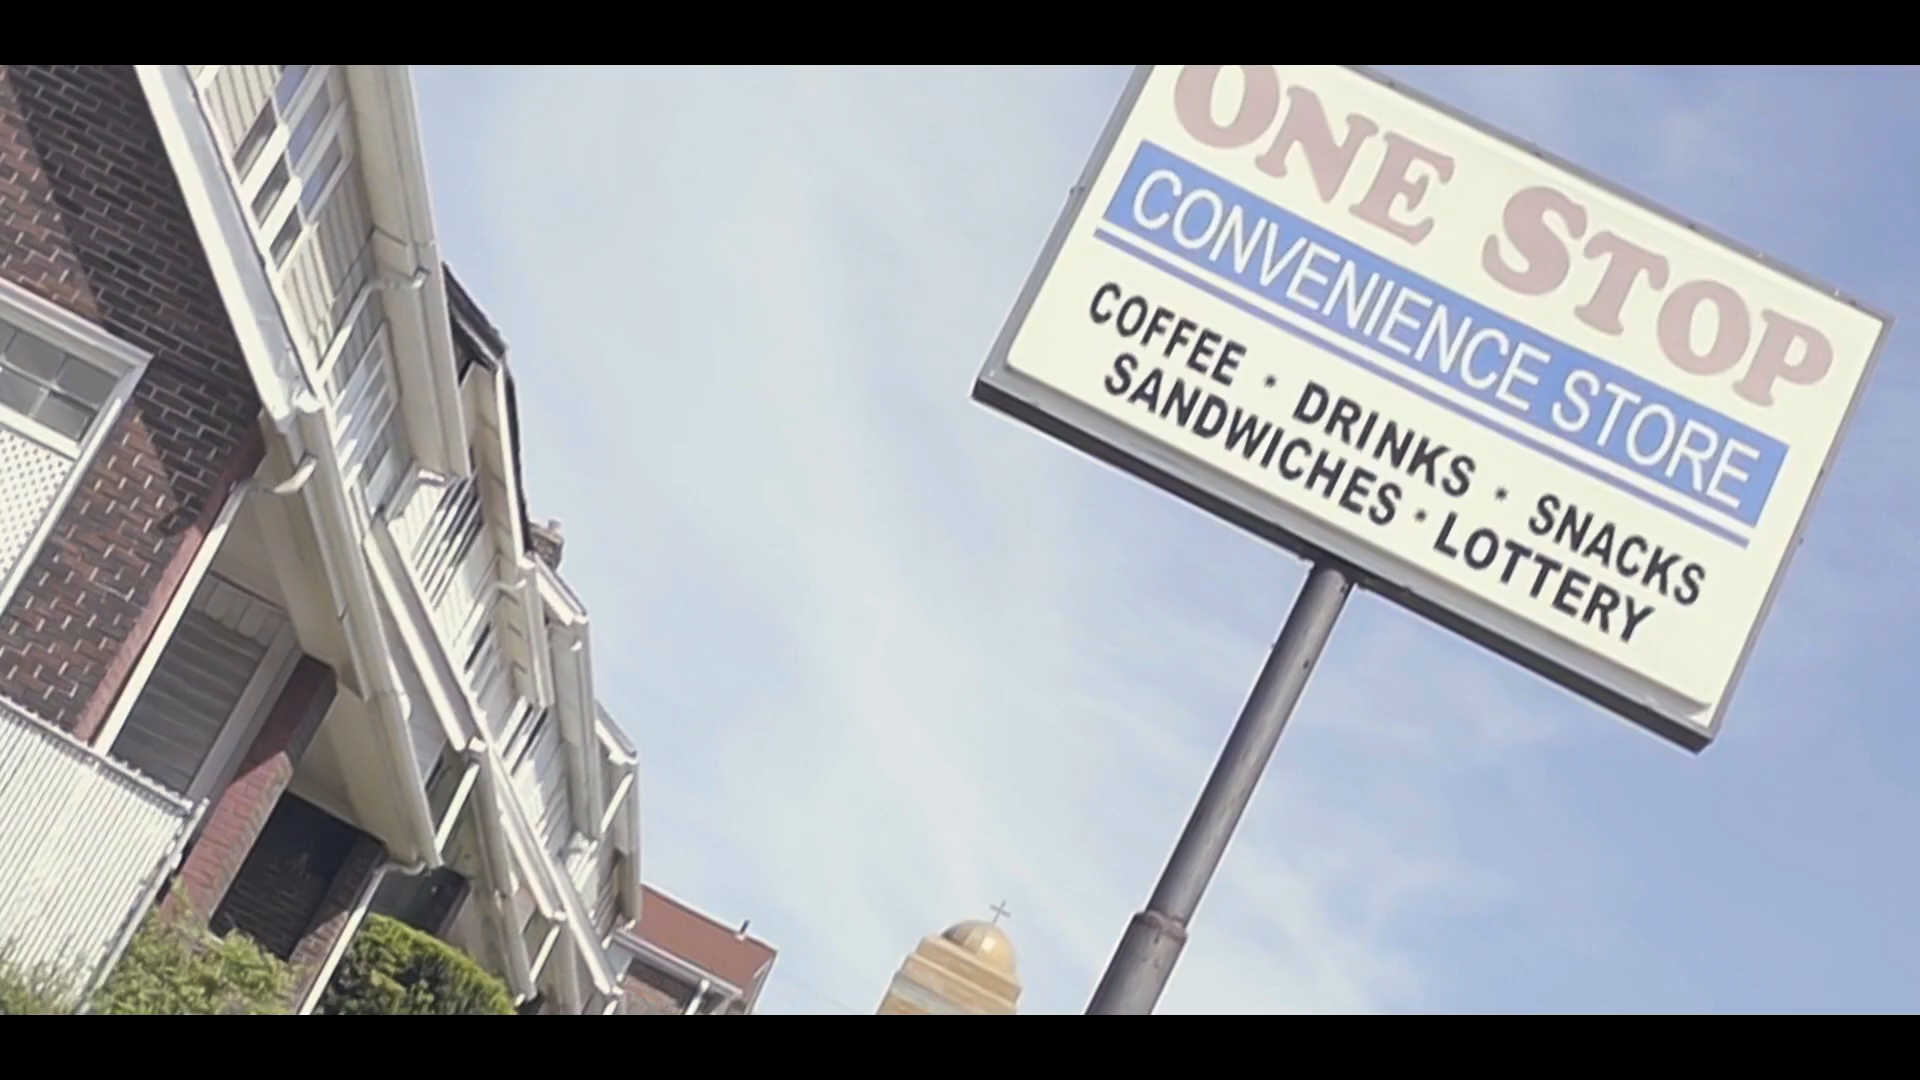 ONE STOP
CONVENIENCE STORE
COFFEE · DRINKS · SNACKS
SANDWICHES · LOTTERY